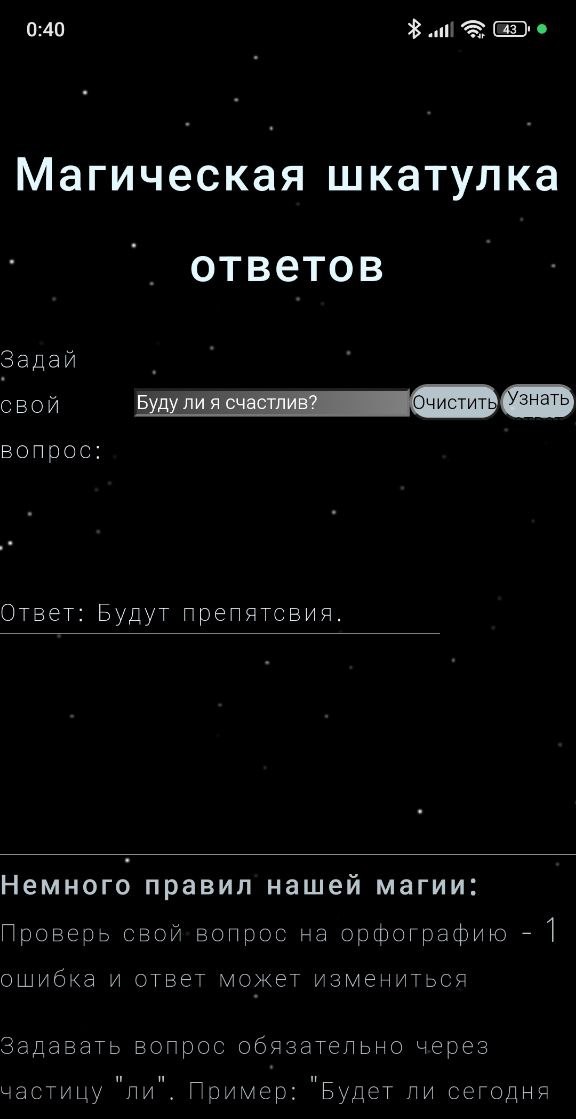 0:40
43
Магическая шкатулка
ответов
Задай
свой
вопрос:
Буду ли я счастлив?
Очистить
Узнать
Ответ: Будут препятсвия.
Немного правил нашей магии:
Проверь свой вопрос на орфографию - 1
ошибка и ответ может измениться
Задавать вопрос обязательно через
частицу "ли". Пример: "Будет ли сегодня